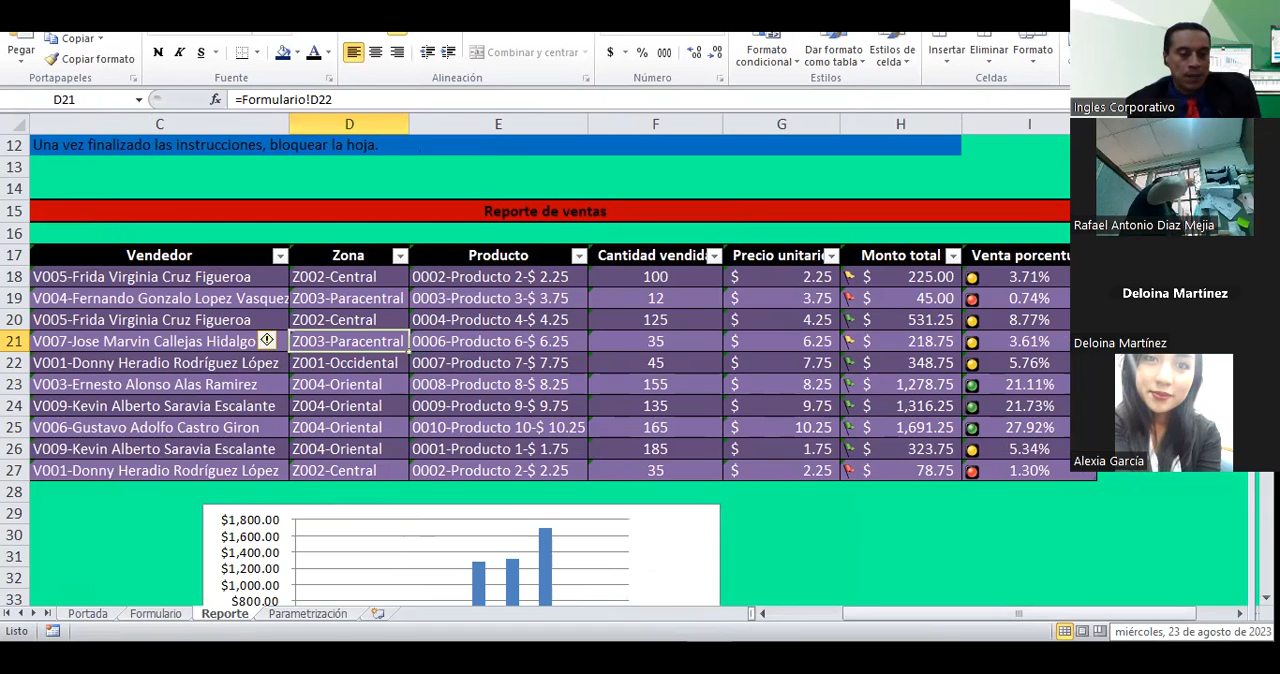 Pegar
Copiar
Copiar formato
Portapapeles
N K S
Fuente
A
Alineación
Combinar y centrar
$ % 000
Número
Formato condicional
Dar formato como tabla
Estilos de celda
Estilos
Insertar Eliminar Formato
Celdas
D21 fx =Formulario!D22
C D E F G H I
12 Una vez finalizado las instrucciones, bloquear la hoja.
13
14
15 Reporte de ventas
16
17 Vendedor Zona Producto Cantidad vendid Precio unitari Monto total Venta porcentu
18 V005-Frida Virginia Cruz Figueroa Z002-Central 0002-Producto 2-$ 2.25 100 $ 2.25 $ 225.00 3.71%
19 V004-Fernando Gonzalo Lopez Vasquez Z003-Paracentral 0003-Producto 3-$ 3.75 12 $ 3.75 $ 45.00 0.74%
20 V005-Frida Virginia Cruz Figueroa Z002-Central 0004-Producto 4-$ 4.25 125 $ 4.25 $ 531.25 8.77%
21 V007-Jose Marvin Callejas Hidalgo Z003-Paracentral 0006-Producto 6-$ 6.25 35 $ 6.25 $ 218.75 3.61%
22 V001-Donny Heradio Rodríguez López Z001-Occidental 0007-Producto 7-$ 7.75 45 $ 7.75 $ 348.75 5.76%
23 V003-Ernesto Alonso Alas Ramirez Z004-Oriental 0008-Producto 8-$ 8.25 155 $ 8.25 $ 1,278.75 21.11%
24 V009-Kevin Alberto Saravia Escalante Z004-Oriental 0009-Producto 9-$ 9.75 135 $ 9.75 $ 1,316.25 21.73%
25 V006-Gustavo Adolfo Castro Giron Z004-Oriental 0010-Producto 10-$ 10.25 165 $ 10.25 $ 1,691.25 27.92%
26 V009-Kevin Alberto Saravia Escalante Z004-Oriental 0001-Producto 1-$ 1.75 185 $ 1.75 $ 323.75 5.34%
27 V001-Donny Heradio Rodríguez López Z002-Central 0002-Producto 2-$ 2.25 35 $ 2.25 $ 78.75 1.30%
28
29
30
31
32
33
$1,800.00
$1,600.00
$1,400.00
$1,200.00
$1,000.00
$800.00
Portada Formulario Reporte Parametrización
Listo
miércoles, 23 de agosto de 2023
Ingles Corporativo
Rafael Antonio Diaz Mejia
Deloina Martínez
Deloina Martínez
Alexia García